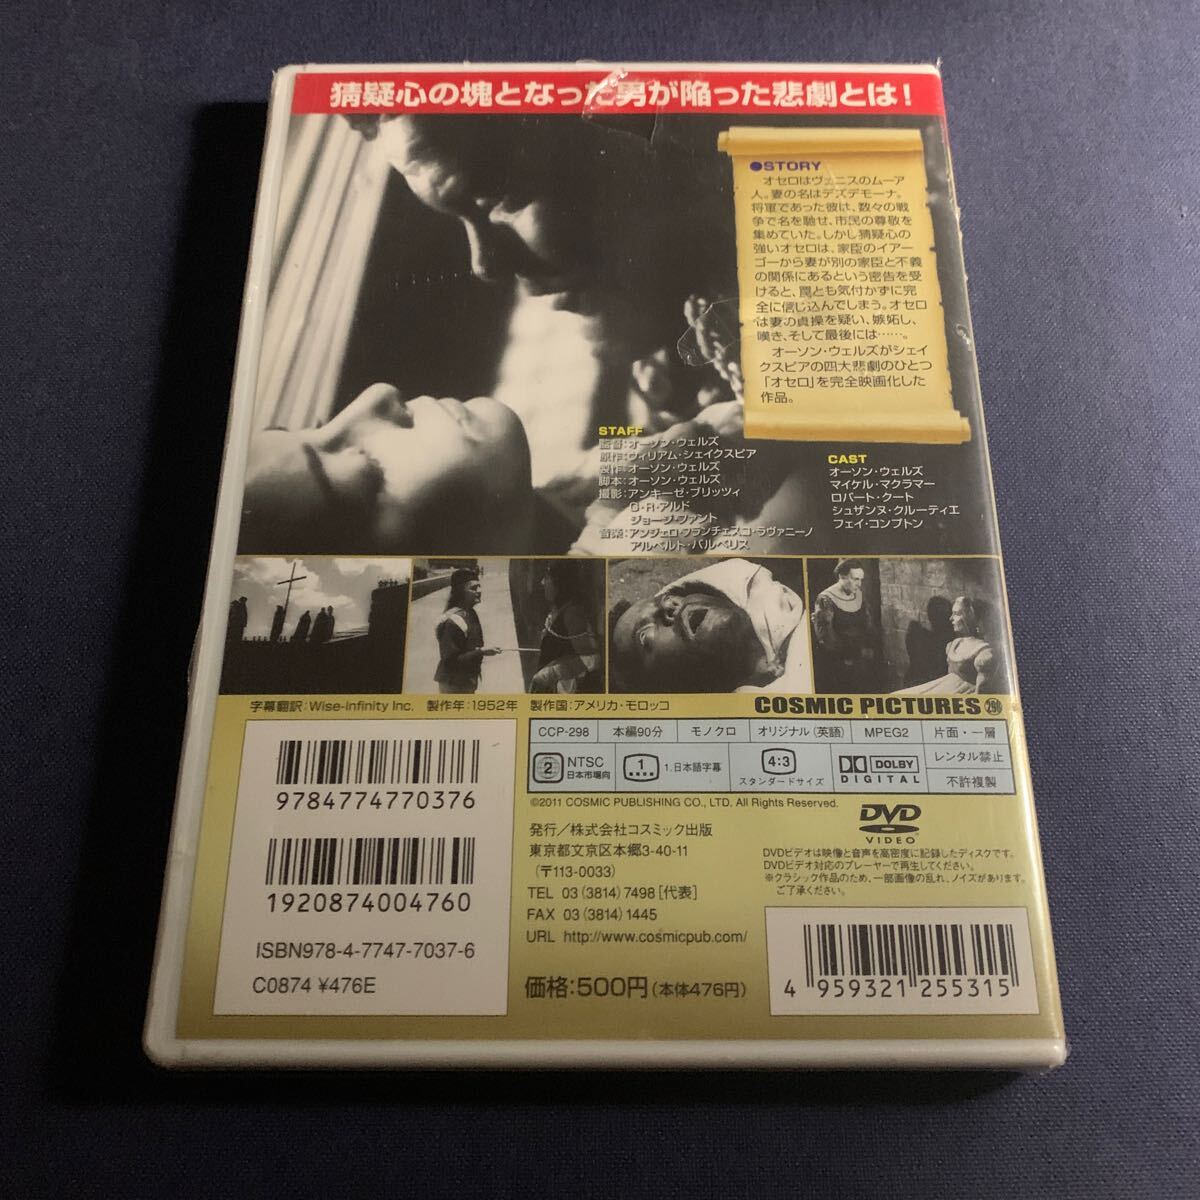 猜疑心の塊となった男が陥った悲劇とは!
●STORY
オセロはヴェニスのムーア
人。妻の名はデズデモーナ。
将軍であった彼は、数々の戦
争で名を馳せ、市民の尊敬を
集めていた。しかし猜疑心の
強いオセロは、家臣のイアー
ゴーから妻が別の家臣と不義
の関係にあるという密告を受
けると、罠とも気付かずに完
全に信じ込んでしまう。オセロ
は妻の貞操を疑い、嫉妬し、
嘆き、そして最後には……。
オーソン・ウェルズがシェイ
クスピアの四大悲劇のひとつ
「オセロ」を完全映画化した
作品。
STAFF
監督:オーソン・ウェルズ
原作:ウィリアム・シェイクスピア
製作:オーソン・ウェルズ
脚本:オーソン・ウェルズ
撮影:アンキーゼ・ブリッツィ
G・R・アルド
ジョージ・ファント
音楽:アンジェロ・フランチェスコ・ラヴァニーノ
アルベルト・バルベリス
CAST
オーソン・ウェルズ
マイケル・マクラマー
ロバート・クート
シュザンヌ・クルーティエ
フェイ・コンプトン
字幕翻訳:Wise-infinity Inc. 製作年:1952年 製作国:アメリカ・モロッコ
COSMIC PICTURES 298
CCP-298 本編90分 モノクロ オリジナル(英語) MPEG2 片面・一層
2 NTSC 日本市場向 1 1.日本語字幕 4:3 スタンダードサイズ DOLBY DIGITAL レンタル禁止
不許複製
©2011 COSMIC PUBLISHING CO., LTD. All Rights Reserved.
発行/株式会社コスミック出版
東京都文京区本郷3-40-11
(〒113-0033)
TEL 03(3814)7498[代表]
FAX 03(3814)1445
URL http://www.cosmicpub.com/
価格:500円(本体476円)
DVD
VIDEO
DVDビデオは映像と音声を高密度に記録したディスクです。
DVDビデオ対応のプレーヤーで再生してください。
※クラシック作品のため、一部画像の乱れ、ノイズがあります。
ご了承ください。
9784774770376
1920874004760
ISBN978-4-7747-7037-6
C0874 ¥476E
4 959321 255315